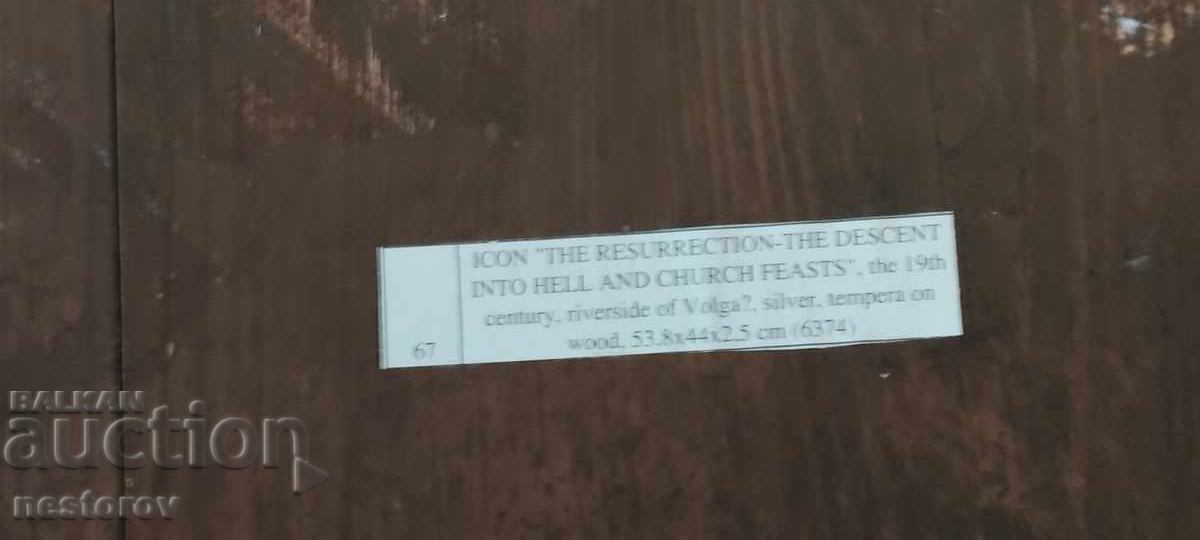 ICON "THE RESURRECTION-THE DESCENT
INTO HELL AND CHURCH FEASTS", the 19th
century, riverside of Volga?, silver, tempera on
wood, 53.8x44x2.5 cm (6374)
67
BALKAN
auction
nestorov